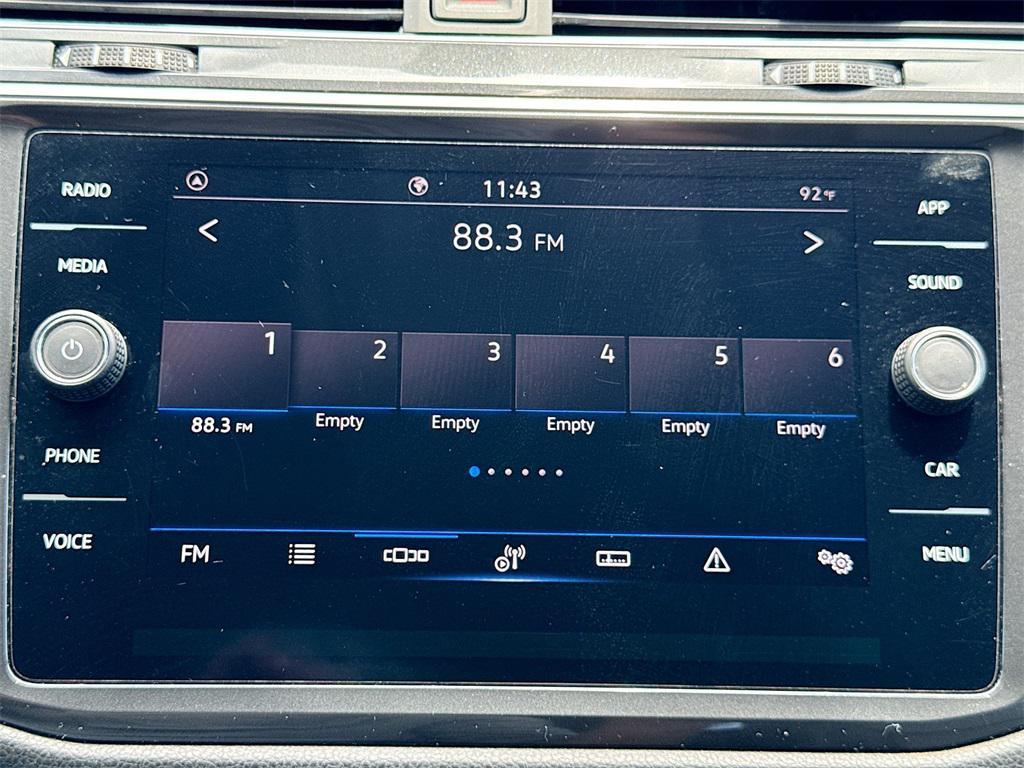 RADIO
MEDIA
PHONE
VOICE
11:43
92°F
88.3 FM
1 2 3 4 5 6
88.3 FM Empty Empty Empty Empty Empty
FM
APP
SOUND
CAR
MENU